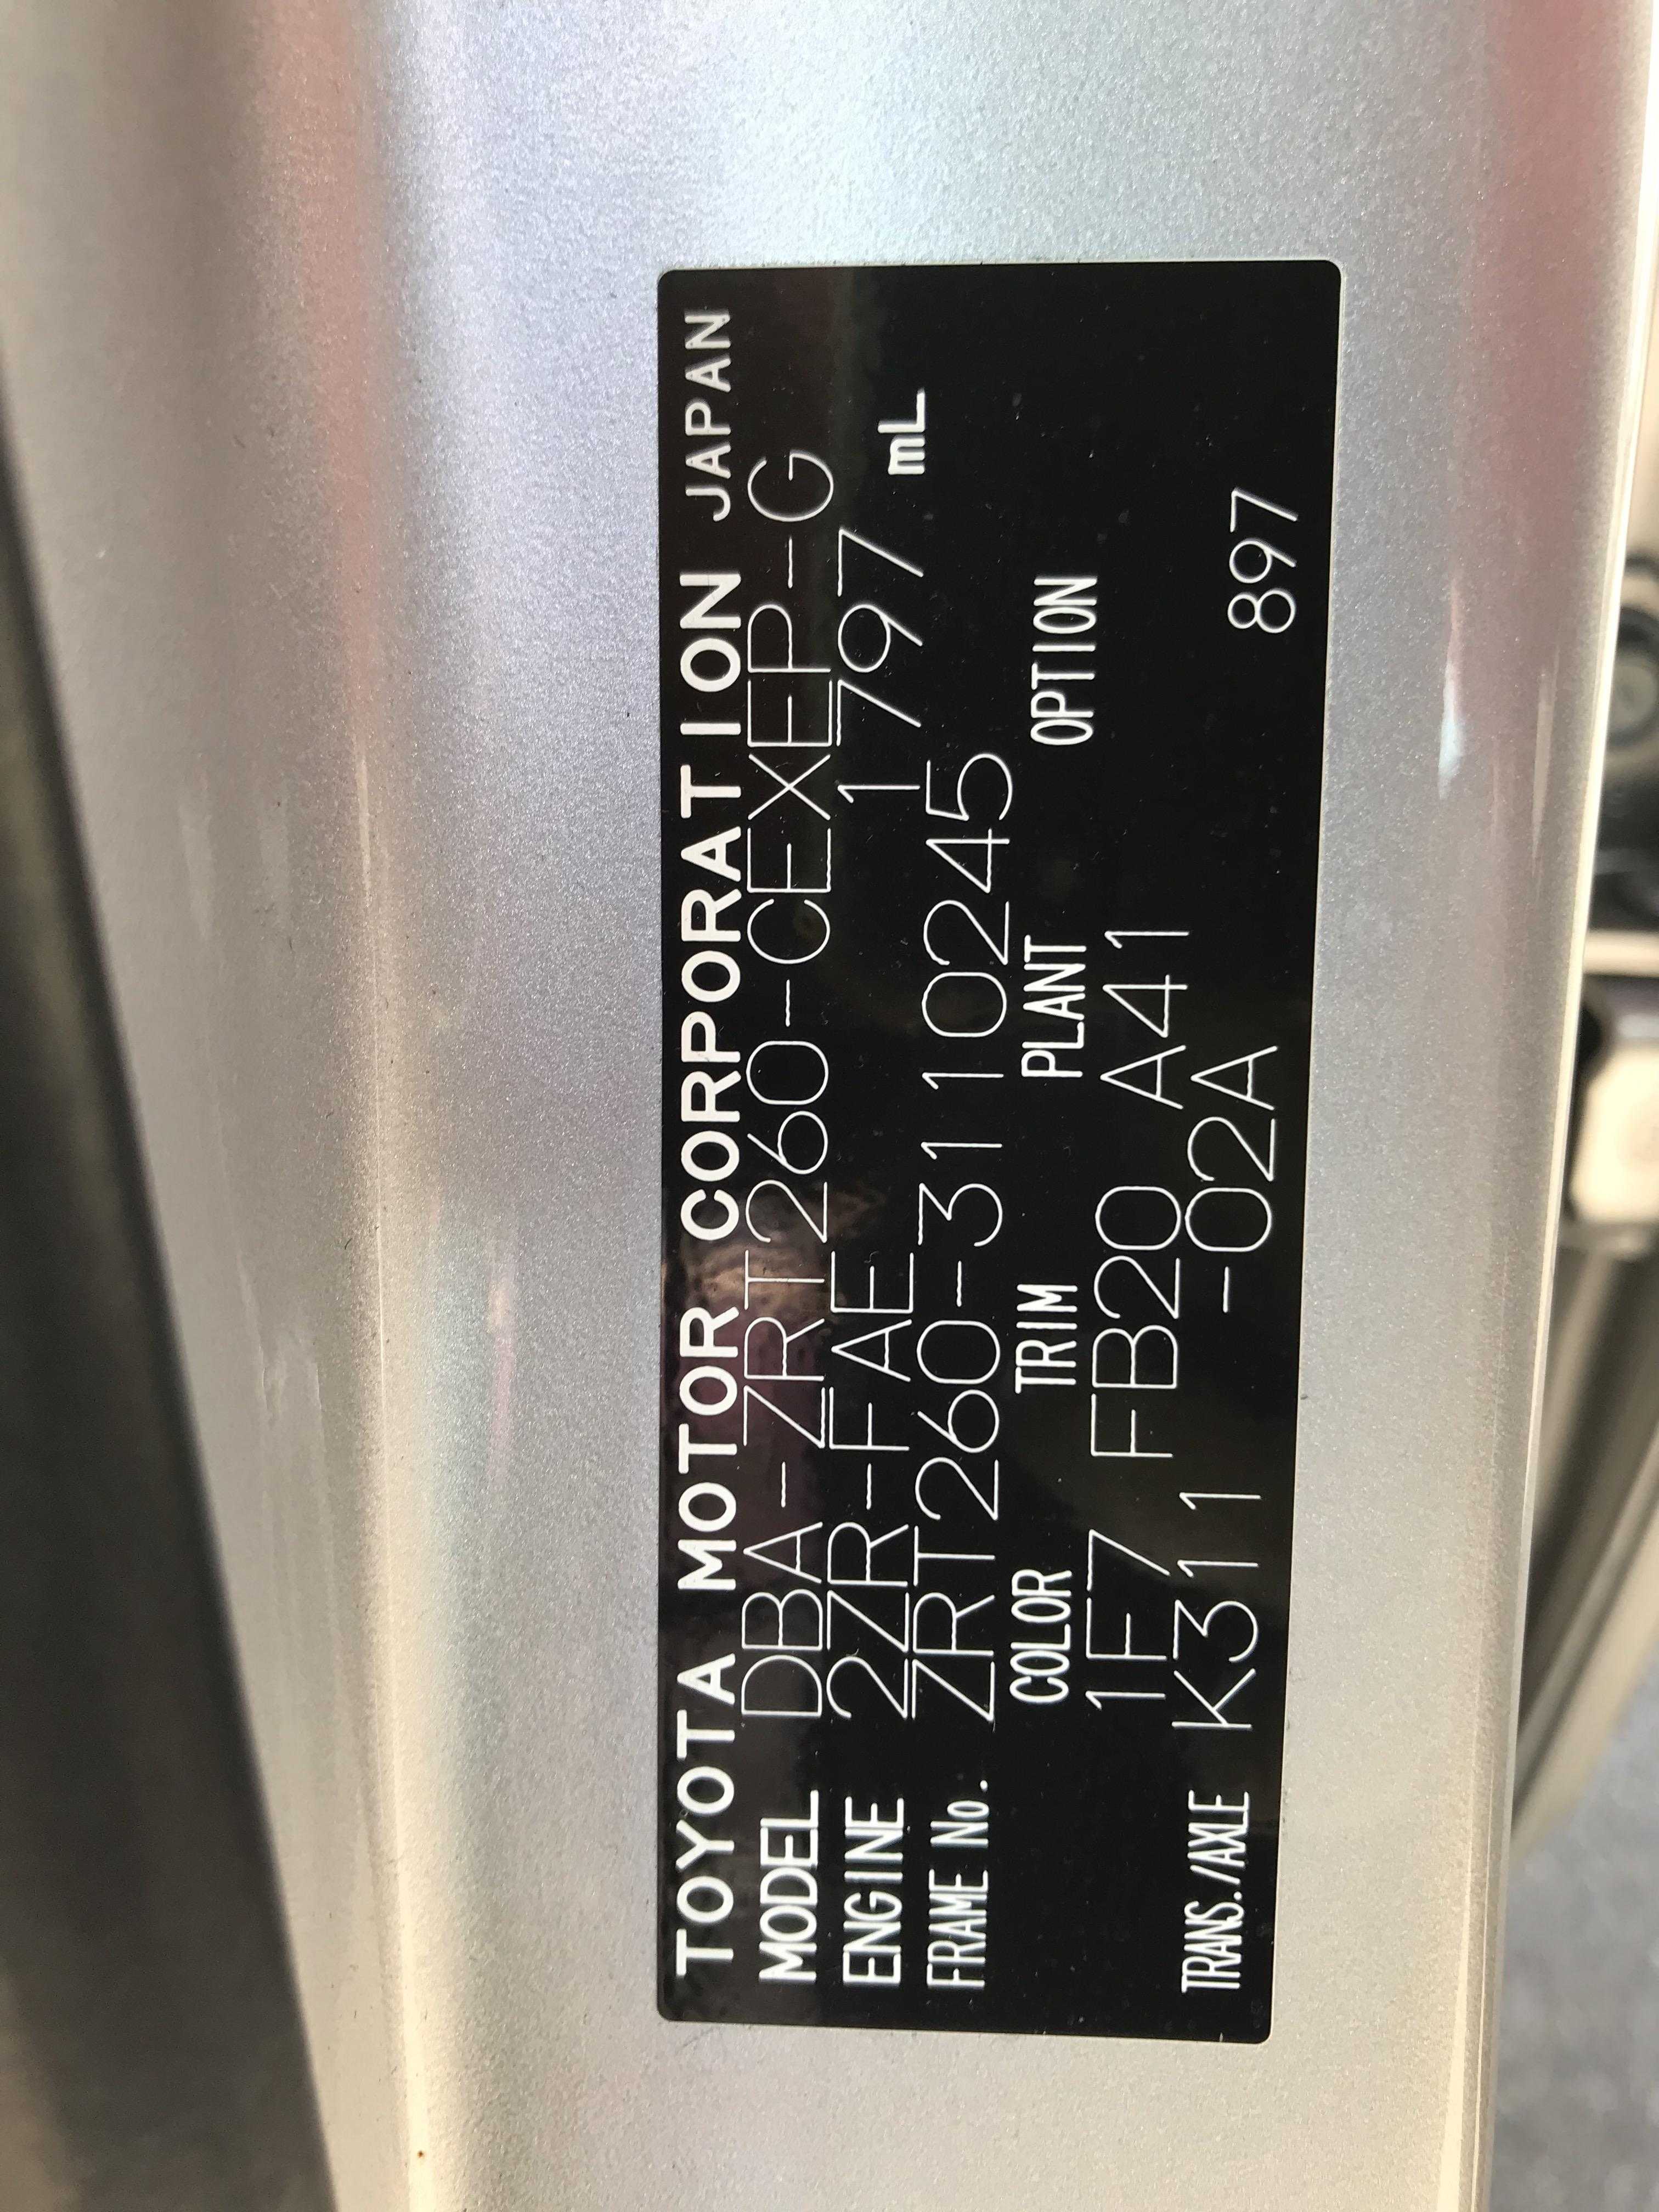 TOYOTA MOTOR CORPORATION JAPAN
MODEL DBA-ZRT260-CEXEP-G
ENGINE 2ZR-FAE 1797 mL
FRAME No. ZRT260-3110245
COLOR TRIM PLANT OPTION
1F7 FB20 A41
TRANS./AXLE K311 -02A 897